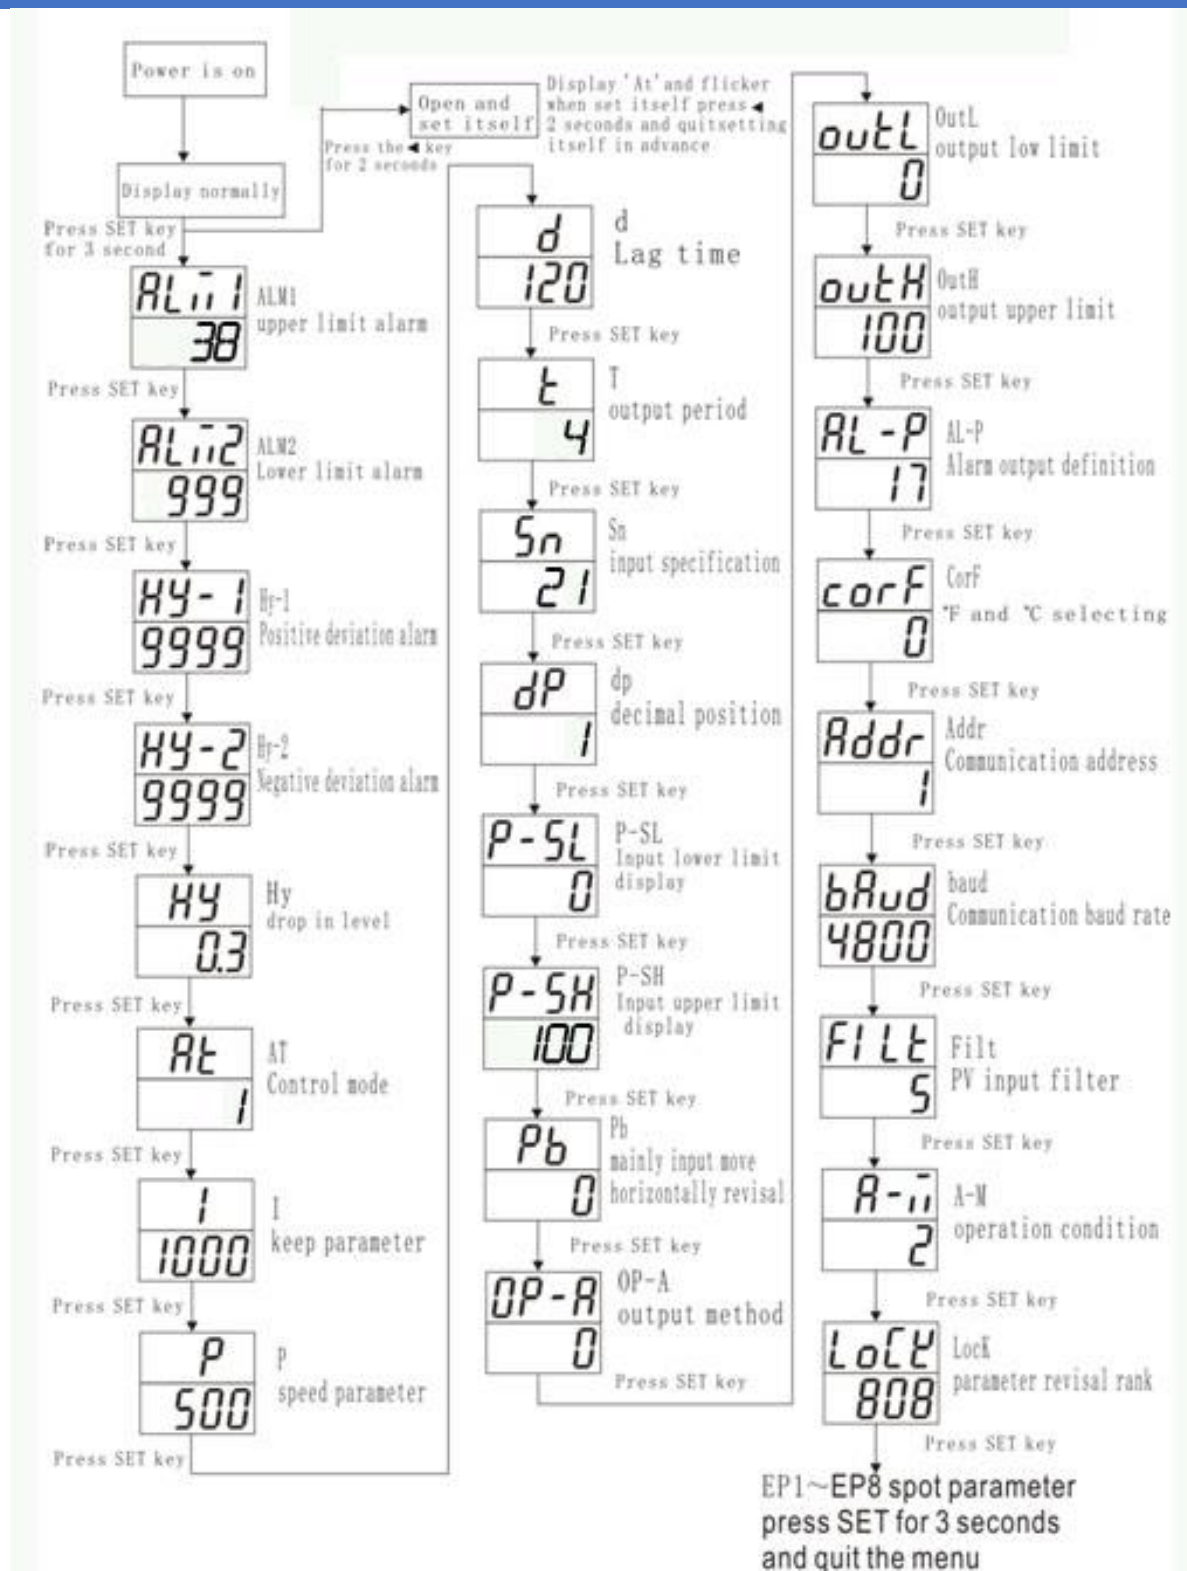 Power is on
Display normally
Press SET key
for 3 second
Press the ◀ key
for 2 seconds
Open and
set itself
Display 'At' and flicker
when set itself press ◀
2 seconds and quitsetting
itself in advance
ALM1
38
ALM1
upper limit alarm
Press SET key
ALM2
999
ALM2
Lower limit alarm
Press SET key
HY-1
9999
Hy-1
Positive deviation alarm
Press SET key
HY-2
9999
Hy-2
Negative deviation alarm
Press SET key
HY
0.3
Hy
drop in level
Press SET key
At
1
AT
Control mode
Press SET key
I
1000
I
keep parameter
Press SET key
P
500
P
speed parameter
Press SET key
d
120
d
Lag time
Press SET key
t
4
T
output period
Press SET key
Sn
21
Sn
input specification
Press SET key
dP
1
dp
decimal position
Press SET key
P-SL
0
P-SL
Input lower limit
display
Press SET key
P-SH
100
P-SH
Input upper limit
display
Press SET key
Pb
0
Pb
mainly input move
horizontally revisal
Press SET key
OP-A
0
OP-A
output method
Press SET key
outL
0
OutL
output low limit
Press SET key
outH
100
OutH
output upper limit
Press SET key
AL-P
17
AL-P
Alarm output definition
Press SET key
corF
0
CorF
℉ and ℃ selecting
Press SET key
Addr
1
Addr
Communication address
Press SET key
bAud
4800
baud
Communication baud rate
Press SET key
FILt
5
Filt
PV input filter
Press SET key
A-M
2
A-M
operation condition
Press SET key
LoCK
808
LocK
parameter revisal rank
Press SET key
EP1～EP8 spot parameter
press SET for 3 seconds
and quit the menu